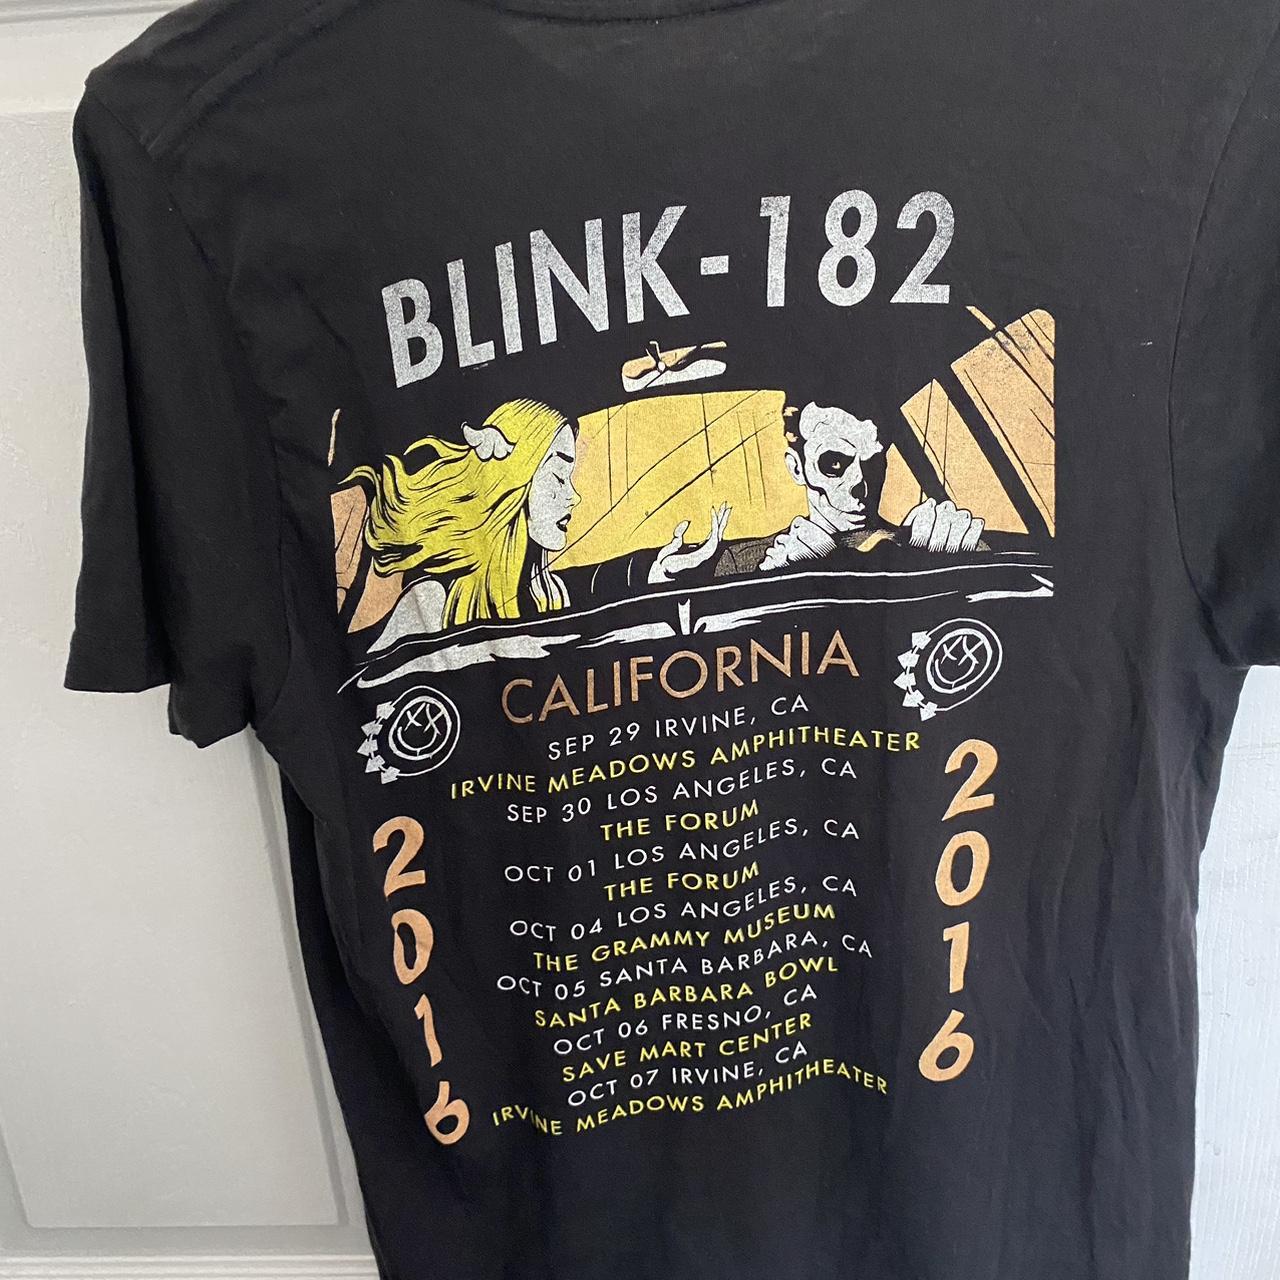 BLINK-182
CALIFORNIA
SEP 29 IRVINE, CA
IRVINE MEADOWS AMPHITHEATER
SEP 30 LOS ANGELES, CA
THE FORUM
OCT 01 LOS ANGELES, CA
THE FORUM
OCT 04 LOS ANGELES, CA
THE GRAMMY MUSEUM
OCT 05 SANTA BARBARA, CA
SANTA BARBARA BOWL
OCT 06 FRESNO, CA
SAVE MART CENTER
OCT 07 IRVINE, CA
IRVINE MEADOWS AMPHITHEATER
2016
2016